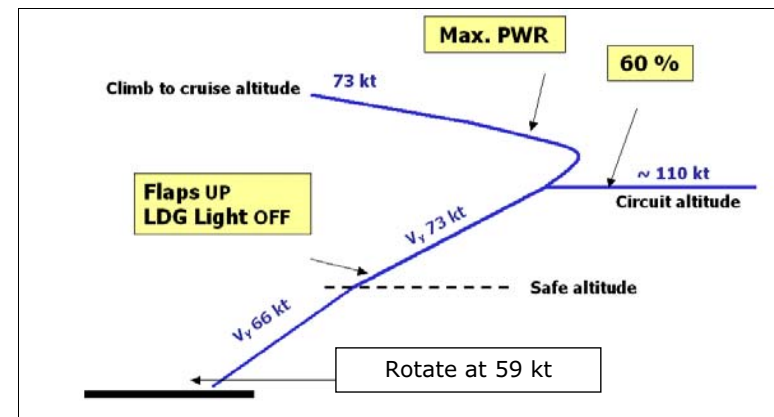 Max. PWR
60 %
Climb to cruise altitude
73 kt
~ 110 kt
Circuit altitude
Flaps UP
LDG Light OFF
VY 73 kt
Safe altitude
VY 66 kt
Rotate at 59 kt